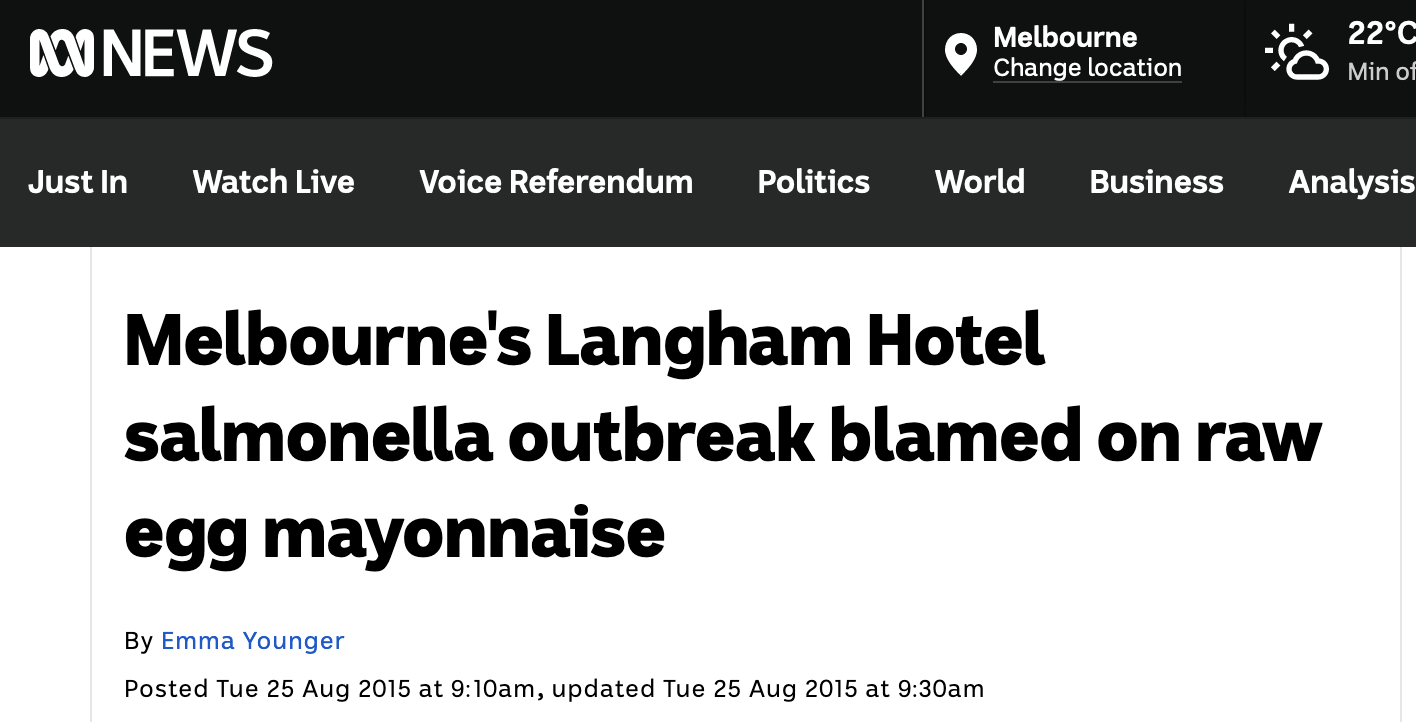 NEWS
Melbourne
Change location
22°C
Min of
Just In Watch Live Voice Referendum Politics World Business Analysis
Melbourne's Langham Hotel
salmonella outbreak blamed on raw
egg mayonnaise
By Emma Younger
Posted Tue 25 Aug 2015 at 9:10am, updated Tue 25 Aug 2015 at 9:30am